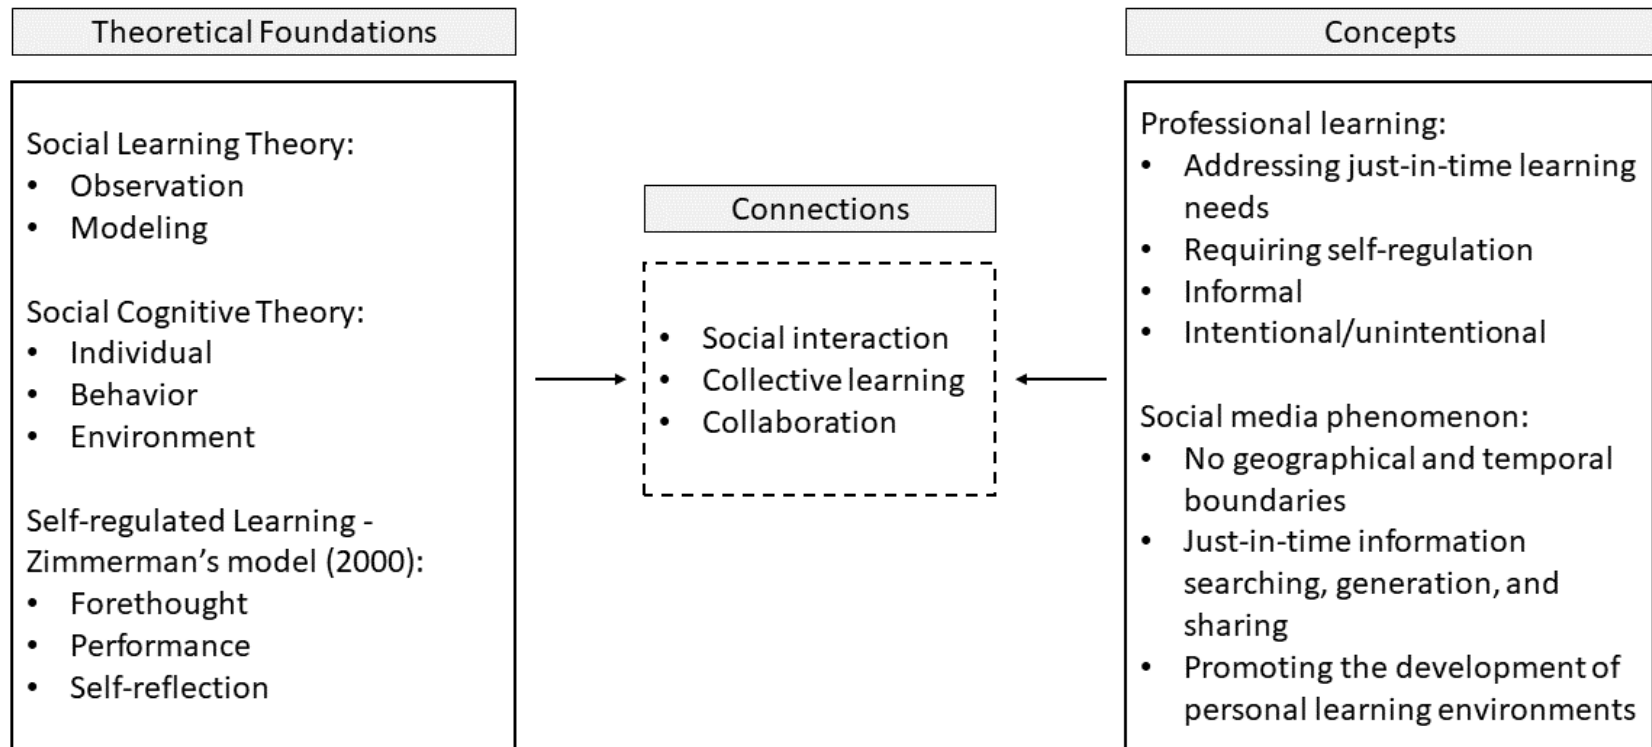 Theoretical Foundations
Social Learning Theory:
• Observation
• Modeling
Social Cognitive Theory:
• Individual
• Behavior
• Environment
Self-regulated Learning -
Zimmerman’s model (2000):
• Forethought
• Performance
• Self-reflection
Connections
• Social interaction
• Collective learning
• Collaboration
Concepts
Professional learning:
• Addressing just-in-time learning
needs
• Requiring self-regulation
• Informal
• Intentional/unintentional
Social media phenomenon:
• No geographical and temporal
boundaries
• Just-in-time information
searching, generation, and
sharing
• Promoting the development of
personal learning environments